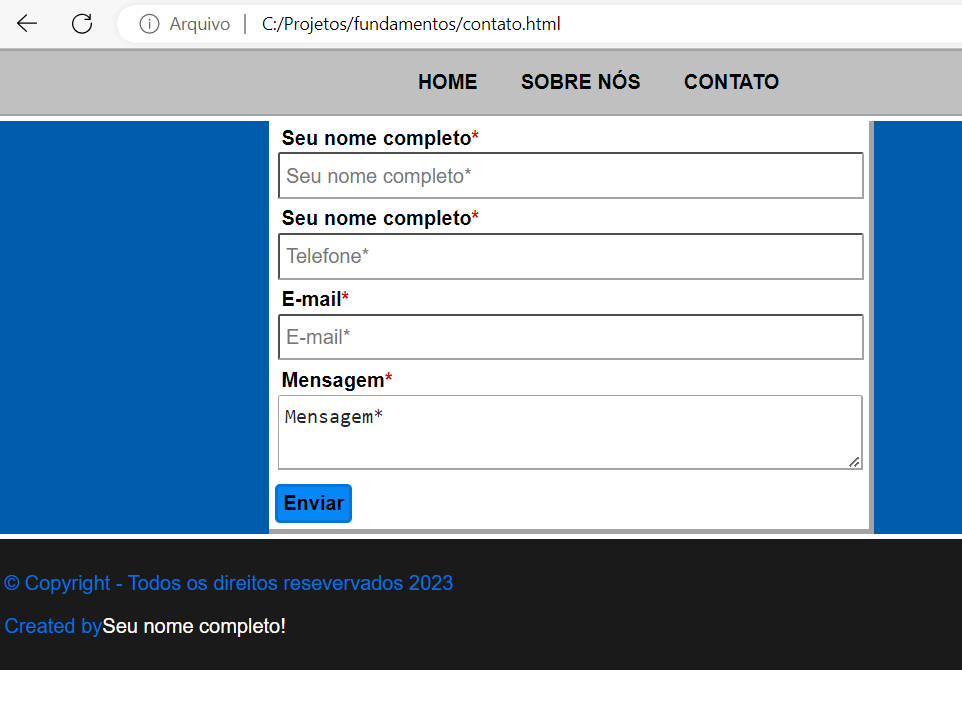 Arquivo | C:/Projetos/fundamentos/contato.html
HOME SOBRE NÓS CONTATO
Seu nome completo*
Seu nome completo*
Seu nome completo*
Telefone*
E-mail*
E-mail*
Mensagem*
Mensagem*
Enviar
© Copyright - Todos os direitos resevervados 2023
Created bySeu nome completo!